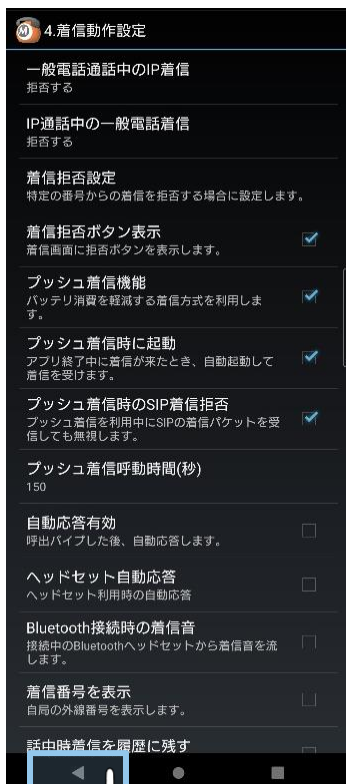 4.着信動作設定
一般電話通話中のIP着信
拒否する
IP通話中の一般電話着信
拒否する
着信拒否設定
特定の番号からの着信を拒否する場合に設定します。
着信拒否ボタン表示
着信画面に拒否ボタンを表示します。
プッシュ着信機能
バッテリ消費を軽減する着信方式を利用しま
す。
プッシュ着信時に起動
アプリ終了中に着信が来たとき、自動起動して
着信を受けます。
プッシュ着信時のSIP着信拒否
プッシュ着信を利用中にSIPの着信パケットを受
信しても無視します。
プッシュ着信呼動時間(秒)
150
自動応答有効
呼出バイブした後、自動応答します。
ヘッドセット自動応答
ヘッドセット利用時の自動応答
Bluetooth接続時の着信音
接続中のBluetoothヘッドセットから着信音を流
します。
着信番号を表示
自局の外線番号を表示します。
話中時着信を履歴に残す